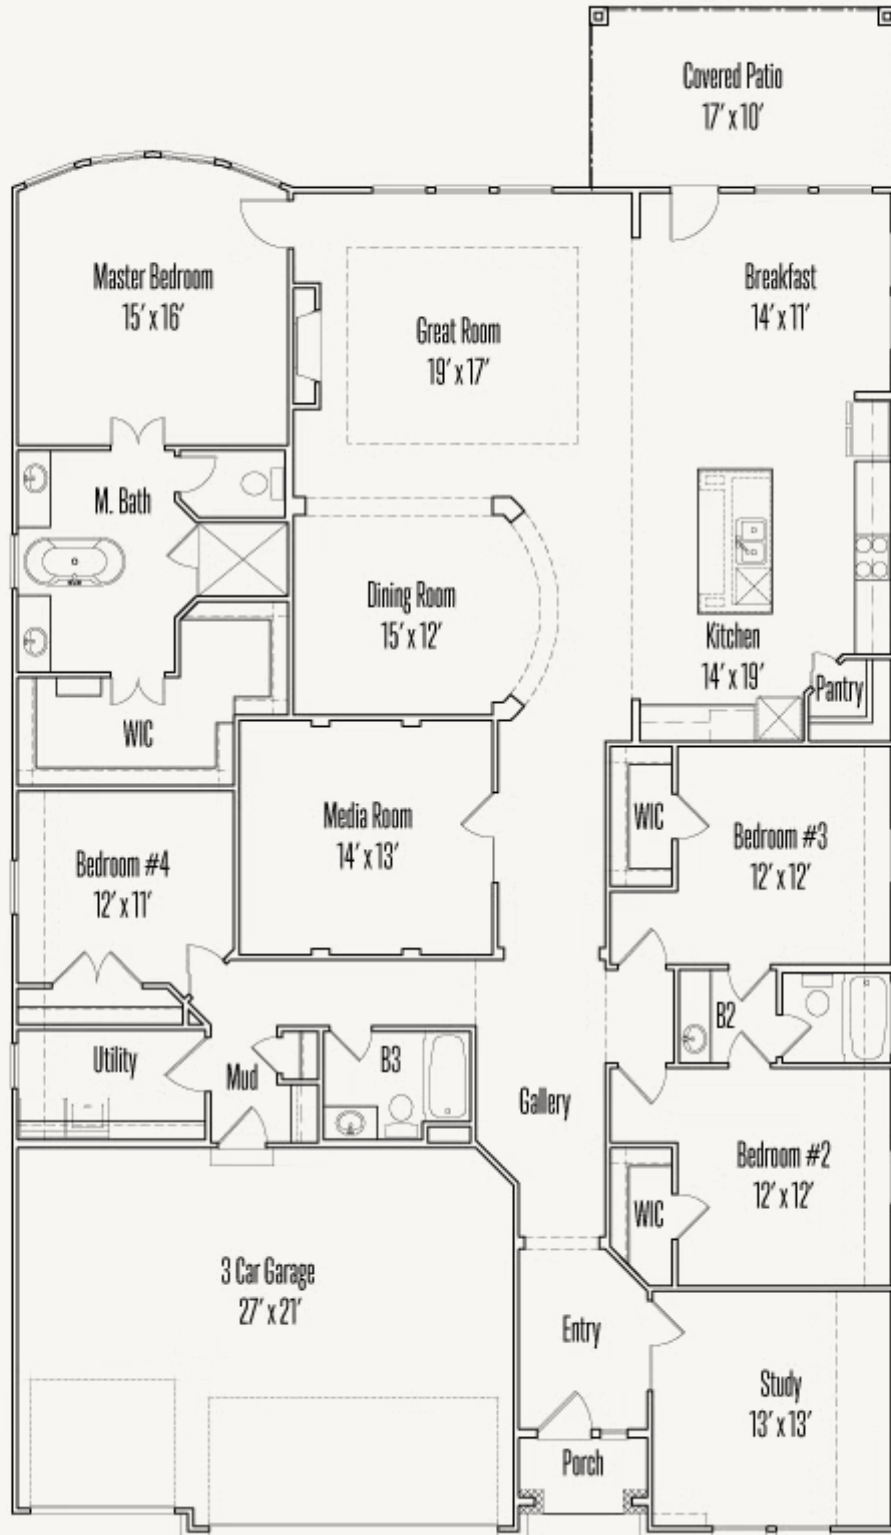 Covered Patio
17' x 10'
Master Bedroom
15' x 16'
Great Room
19' x 17'
Breakfast
14' x 11'
M. Bath
Dining Room
15' x 12'
Kitchen
14' x 19'
Pantry
WIC
Media Room
14' x 13'
WIC
Bedroom #3
12' x 12'
Bedroom #4
12' x 11'
B2
Utility
Mud
B3
Gallery
Bedroom #2
12' x 12'
WIC
3 Car Garage
27' x 21'
Entry
Study
13' x 13'
Porch